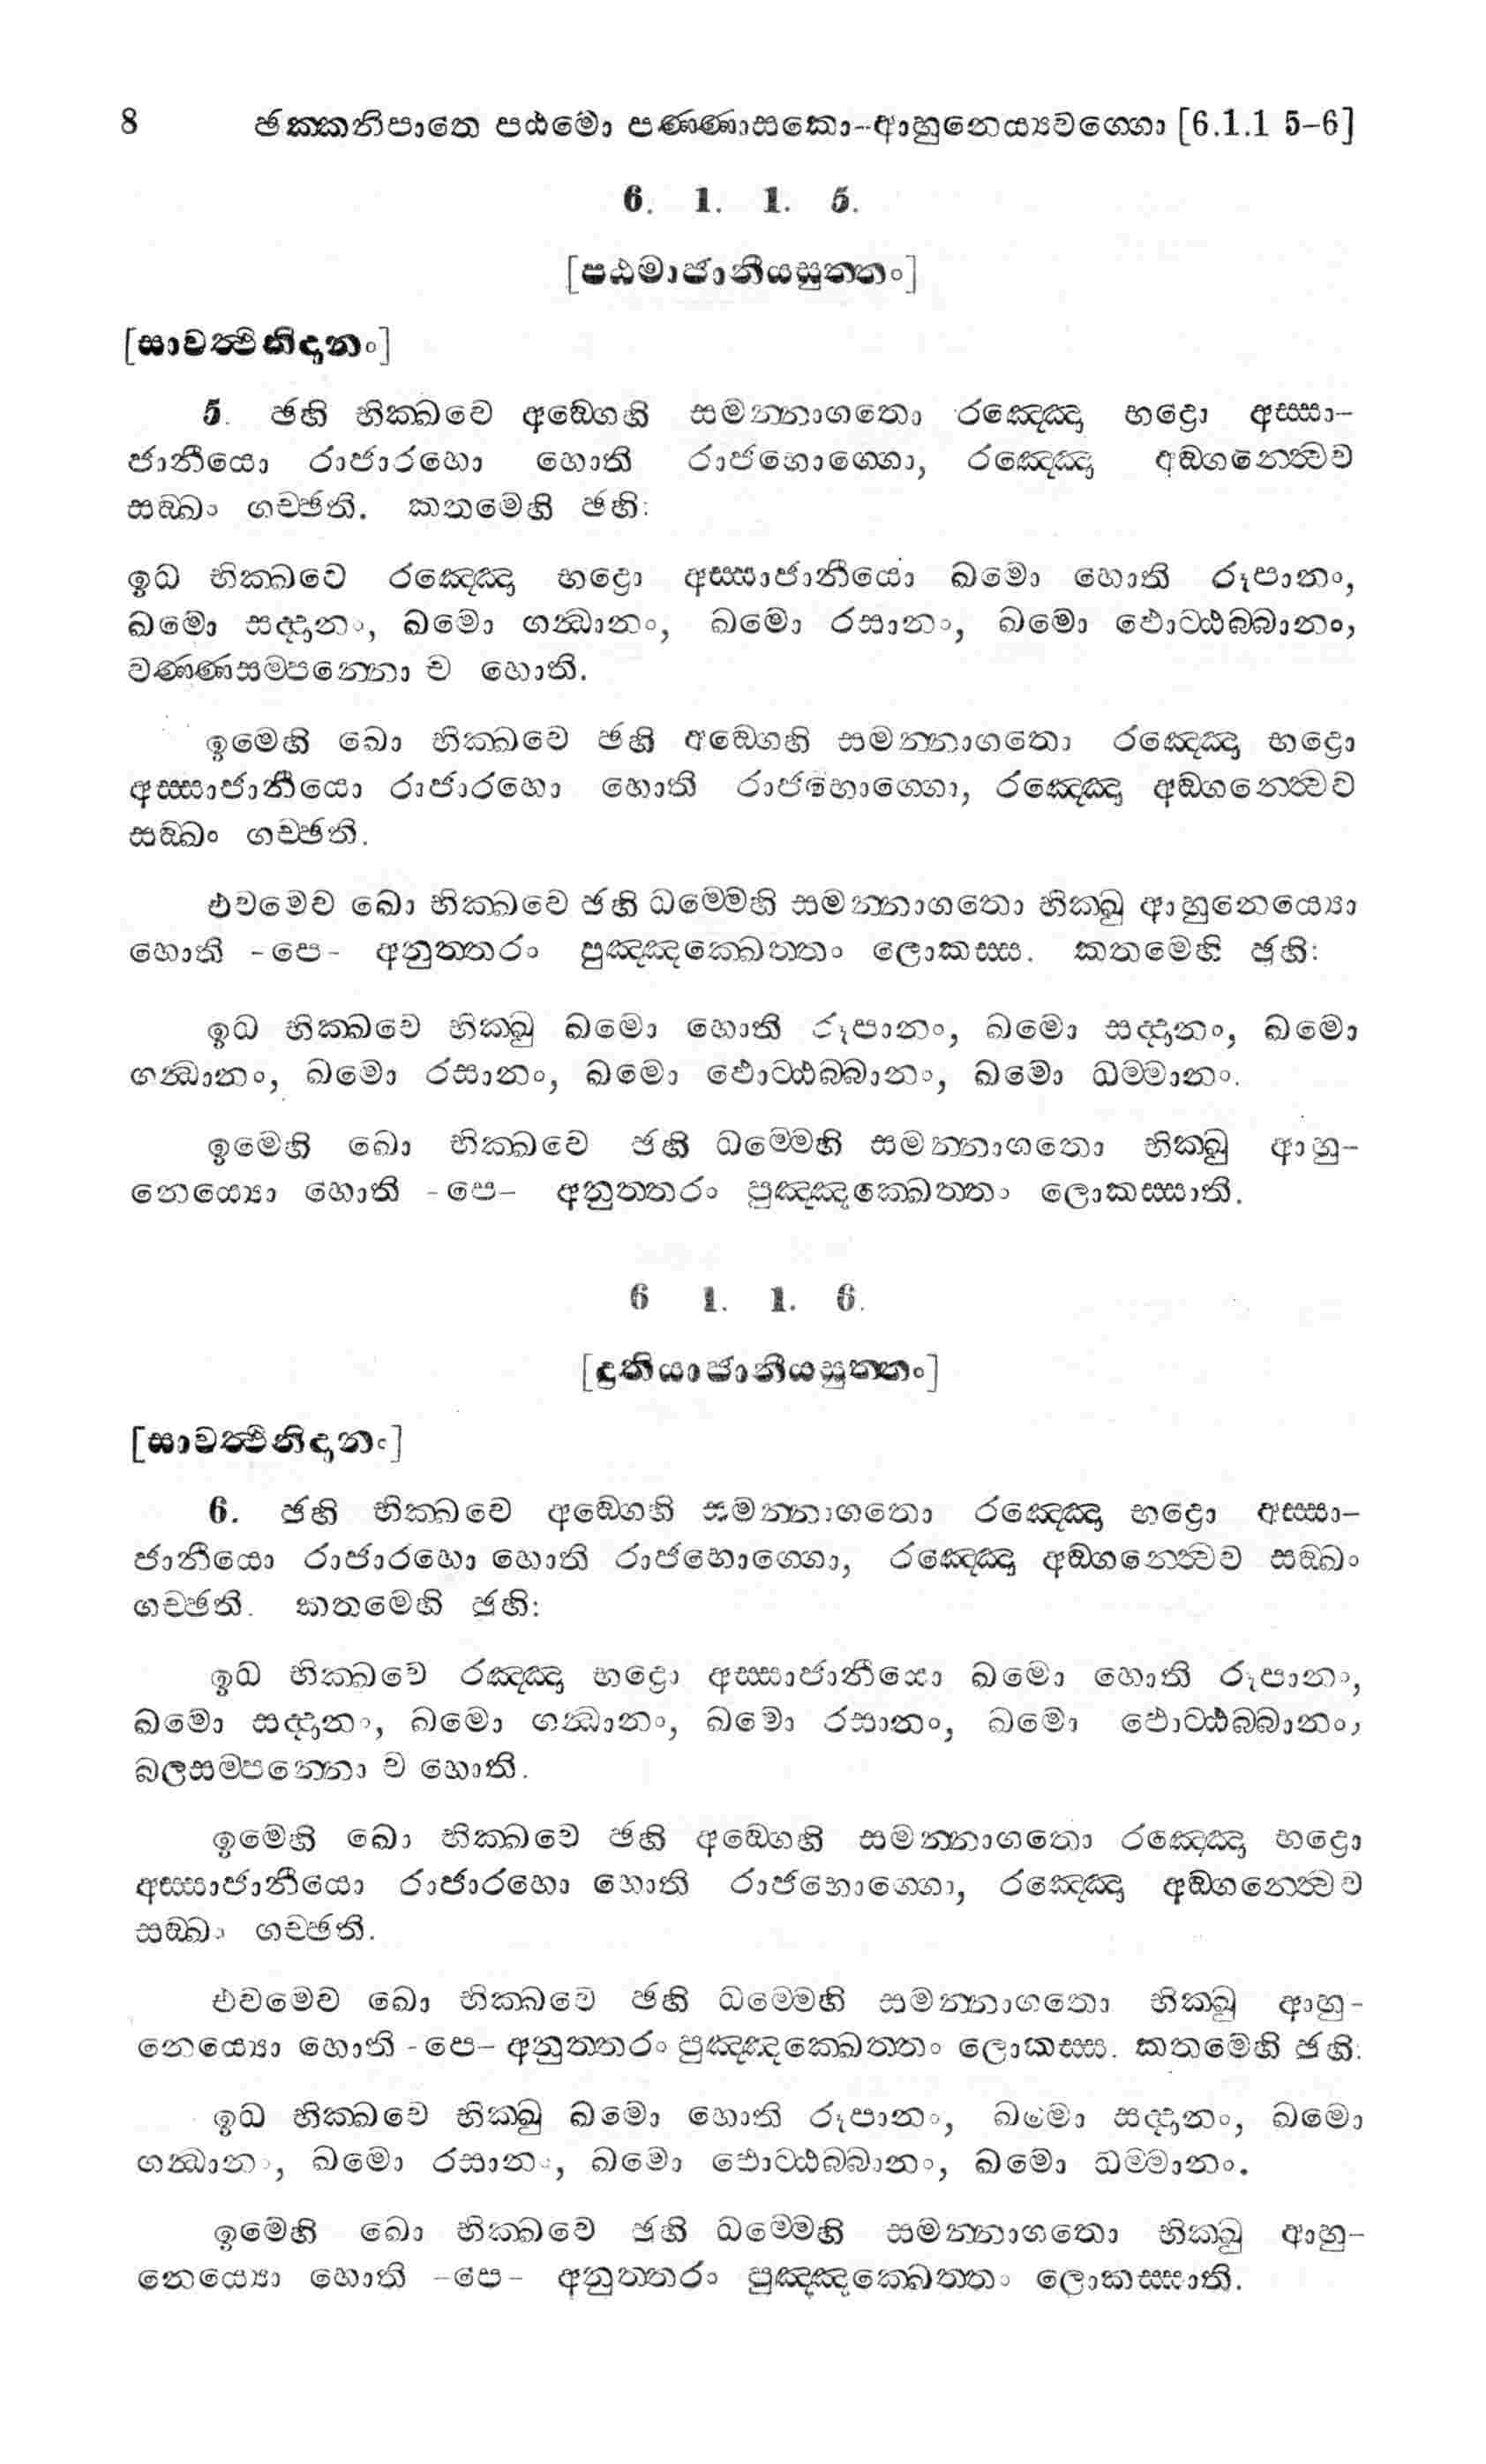 8 ඡක්කනිපාතෙ පඨමො පණ්ණාසකො-ආහුනෙය්‍යවග්ගො [6.1.1 5-6]
6. 1. 1. 5.
[පඨමාජානීයසුත්තං]
[සාවත්‍ථිනිදානං]
5. ඡහි භික්ඛවෙ අඞ්ගෙහි සමන්නාගතො රඤ්ඤො භද්‍රො අස්සා-
ජානීයො රාජාරහො හොති රාජභොග්ගො, රඤ්ඤො අඞ්ගන්ත්‍වෙව
සඞ්ඛං ගච්ඡති. කතමෙහි ඡහි:
ඉධ භික්ඛවෙ රඤ්ඤො භද්‍රො අස්සාජානීයො ඛමො හොති රූපානං,
ඛමො සද්දානං, ඛමො ගන්ධානං, ඛමො රසානං, ඛමො ඵොට්ඨබ්බානං,
වණ්ණසම්පන්නො ච හොති.
ඉමෙහි ඛො භික්ඛවෙ ඡහි අඞ්ගෙහි සමන්නාගතො රඤ්ඤො භද්‍රො
අස්සාජානීයො රාජාරහො හොති රාජභොග්ගො, රඤ්ඤො අඞ්ගන්ත්‍වෙව
සඞ්ඛං ගච්ඡති.
එවමෙව ඛො භික්ඛවෙ ඡහි ධම්මෙහි සමන්නාගතො භික්ඛු ආහුනෙය්‍යො
හොති -පෙ- අනුත්තරං පුඤ්ඤක්ඛෙත්තං ලොකස්ස. කතමෙහි ඡහි:
ඉධ භික්ඛවෙ භික්ඛු ඛමො හොති රූපානං, ඛමො සද්දානං, ඛමො
ගන්ධානං, ඛමො රසානං, ඛමො ඵොට්ඨබ්බානං, ඛමො ධම්මානං.
ඉමෙහි ඛො භික්ඛවෙ ඡහි ධම්මෙහි සමන්නාගතො භික්ඛු ආහු-
නෙය්‍යො හොති -පෙ- අනුත්තරං පුඤ්ඤක්ඛෙත්තං ලොකස්සාති.
6 1. 1. 6.
[දුතියාජානීයසුත්තං]
[සාවත්‍ථිනිදානං]
6. ඡහි භික්ඛවෙ අඞ්ගෙහි සමන්නාගතො රඤ්ඤො භද්‍රො අස්සා-
ජානීයො රාජාරහො හොති රාජභොග්ගො, රඤ්ඤො අඞ්ගන්ත්‍වෙව සඞ්ඛං
ගච්ඡති. කතමෙහි ඡහි:
ඉධ භික්ඛවෙ රඤ්ඤො භද්‍රො අස්සාජානීයො ඛමො හොති රූපානං,
ඛමො සද්දානං, ඛමො ගන්ධානං, ඛමො රසානං, ඛමො ඵොට්ඨබ්බානං,
බලසම්පන්නො ච හොති.
ඉමෙහි ඛො භික්ඛවෙ ඡහි අඞ්ගෙහි සමන්නාගතො රඤ්ඤො භද්‍රො
අස්සාජානීයො රාජාරහො හොති රාජභොග්ගො, රඤ්ඤො අඞ්ගන්ත්‍වෙව
සඞ්ඛං ගච්ඡති.
එවමෙව ඛො භික්ඛවෙ ඡහි ධම්මෙහි සමන්නාගතො භික්ඛු ආහු-
නෙය්‍යො හොති -පෙ- අනුත්තරං පුඤ්ඤක්ඛෙත්තං ලොකස්ස. කතමෙහි ඡහි:
ඉධ භික්ඛවෙ භික්ඛු ඛමො හොති රූපානං, ඛමො සද්දානං, ඛමො
ගන්ධානං, ඛමො රසානං, ඛමො ඵොට්ඨබ්බානං, ඛමො ධම්මානං.
ඉමෙහි ඛො භික්ඛවෙ ඡහි ධම්මෙහි සමන්නාගතො භික්ඛු ආහු-
නෙය්‍යො හොති -පෙ- අනුත්තරං පුඤ්ඤක්ඛෙත්තං ලොකස්සාති.